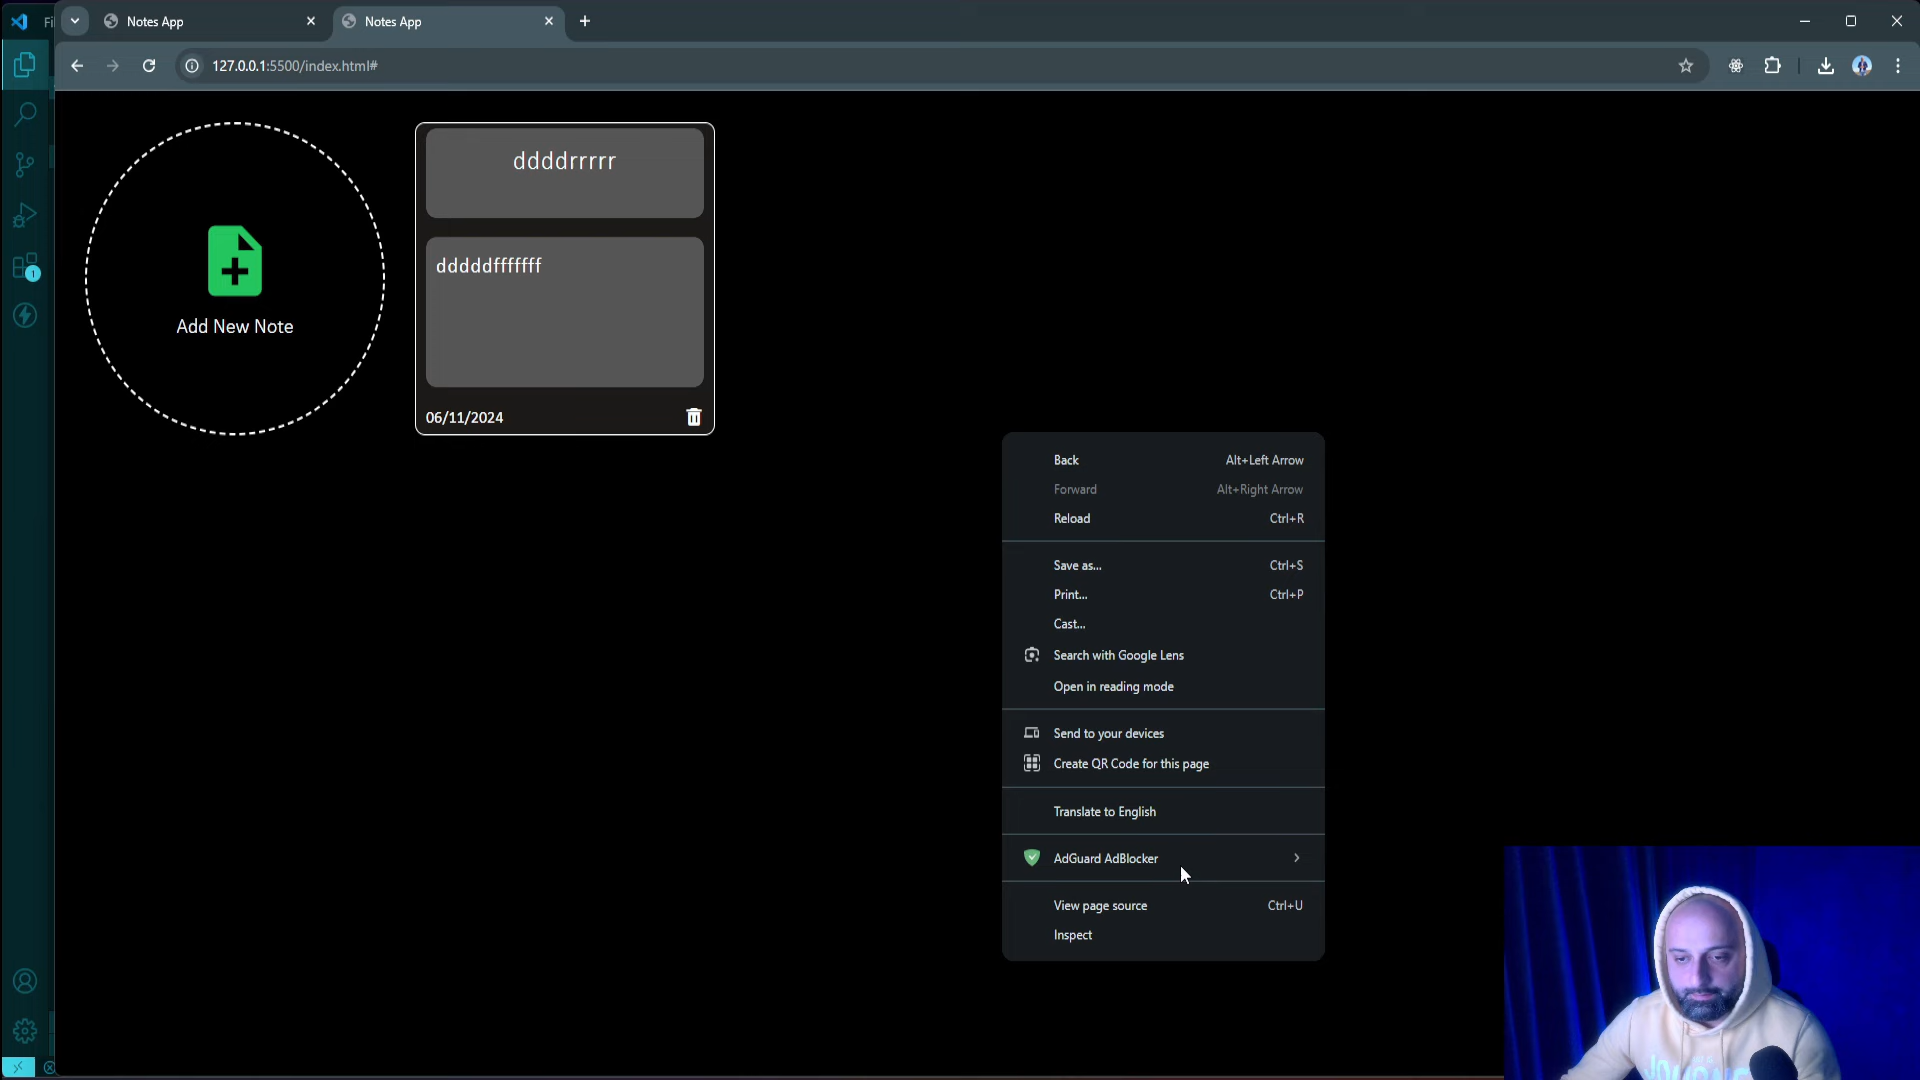 Fi
Notes App
Notes App
127.0.0.1:5500/index.html#
1
Add New Note
ddddrrrrr
dddddfffffff
06/11/2024
Back Alt+Left Arrow
Forward Alt+Right Arrow
Reload Ctrl+R
Save as... Ctrl+S
Print... Ctrl+P
Cast...
Search with Google Lens
Open in reading mode
Send to your devices
Create QR Code for this page
Translate to English
AdGuard AdBlocker
View page source Ctrl+U
Inspect